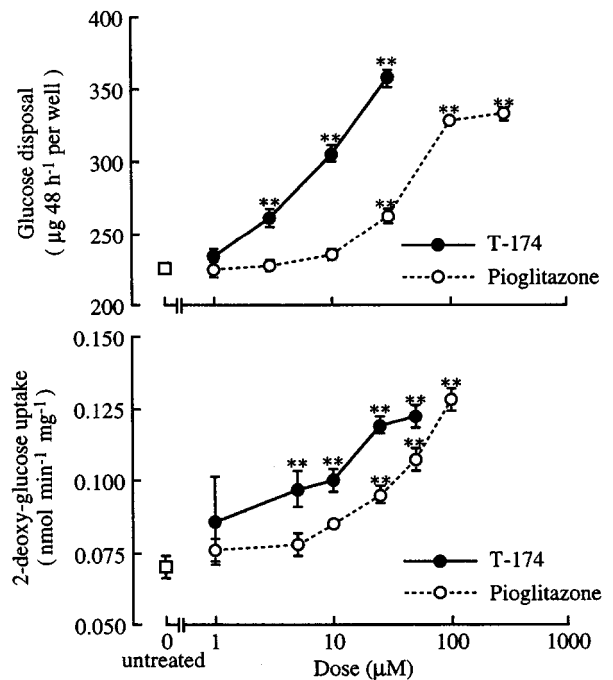 Glucose disposal
( µg 48 h⁻¹ per well )
400
350
300
250
200
**
**
**
**
**
**
T-174
Pioglitazone
2-deoxy-glucose uptake
( nmol min⁻¹ mg⁻¹ )
0.150
0.125
0.100
0.075
0.050
**
**
**
**
**
**
**
T-174
Pioglitazone
0 1 10 100 1000
untreated Dose (µM)